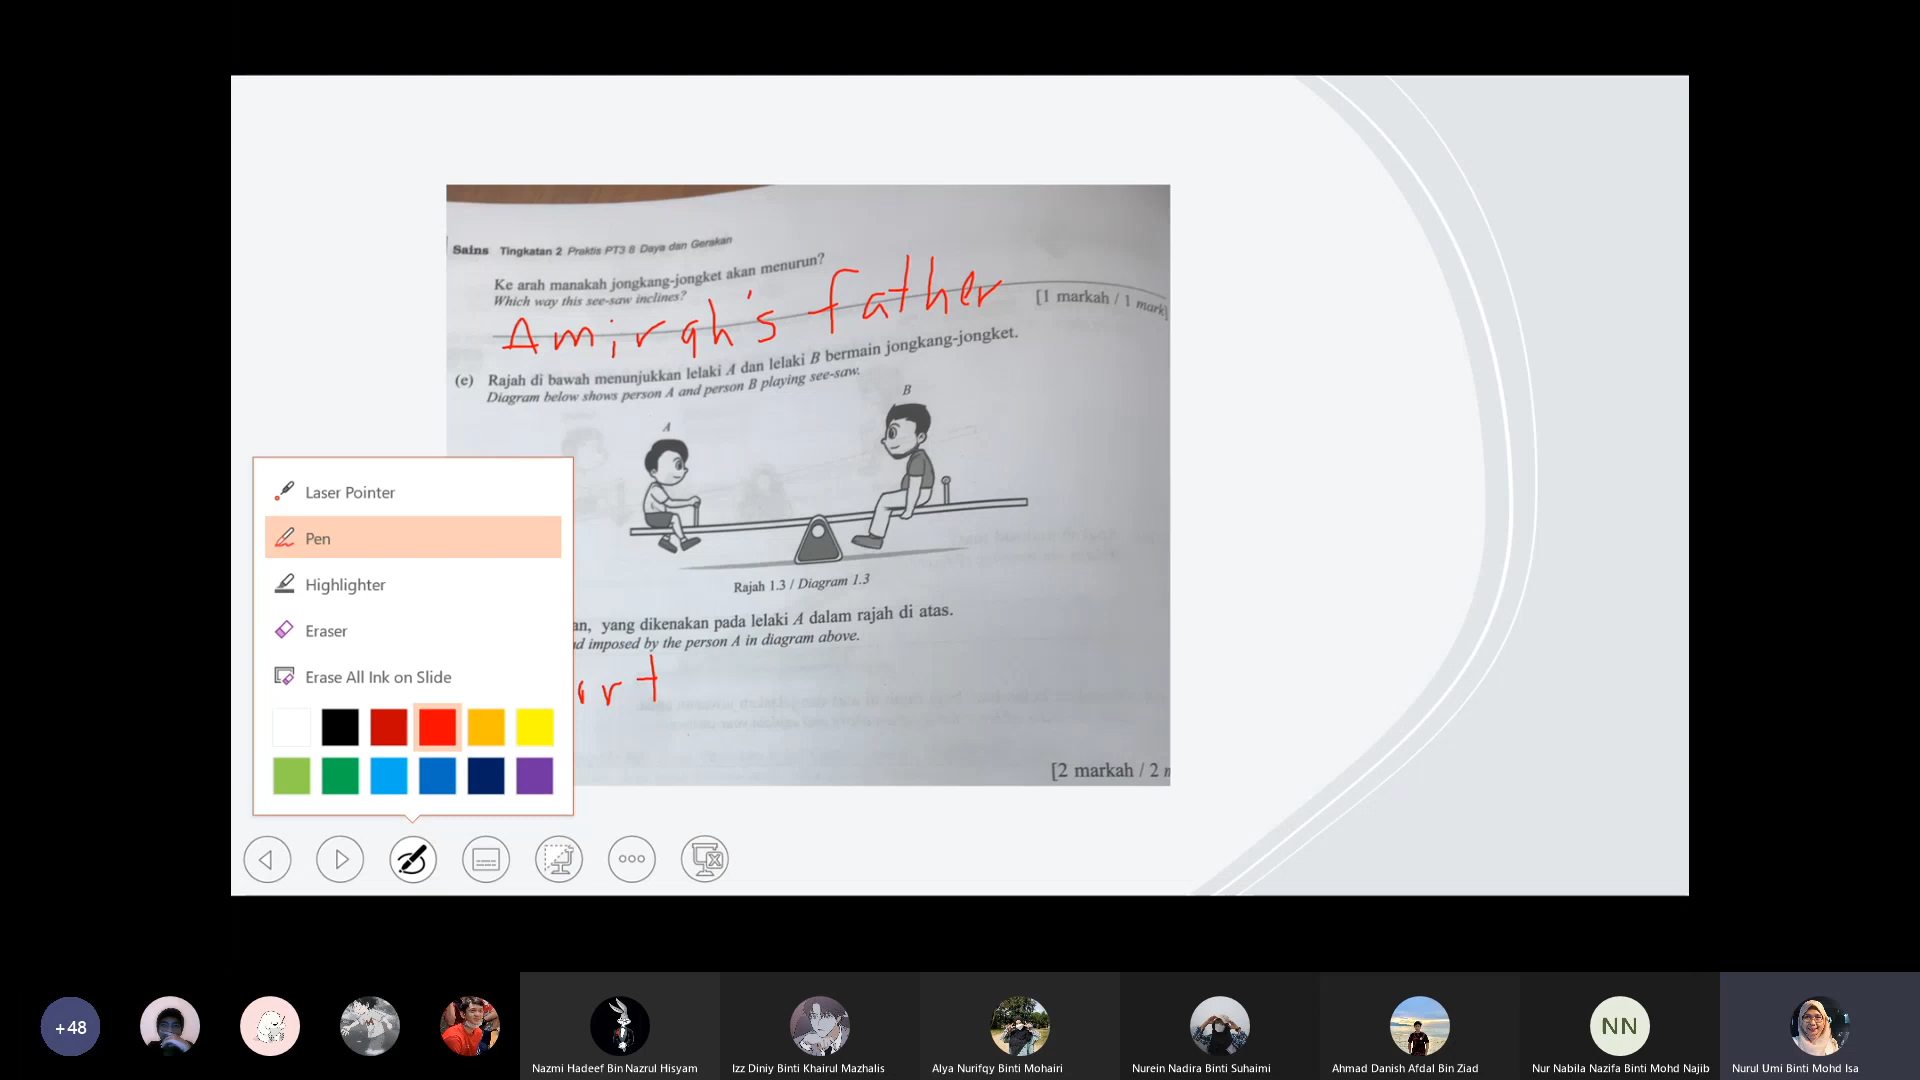 Sains Tingkatan 2 Praktis PT3 8 Daya dan Gerakan
Ke arah manakah jongkang-jongket akan menurun?
Which way this see-saw inclines?
Amirah's father
[1 markah / 1 mark]
(e) Rajah di bawah menunjukkan lelaki A dan lelaki B bermain jongkang-jongket.
Diagram below shows person A and person B playing see-saw.
A
B
Rajah 1.3 / Diagram 1.3
an, yang dikenakan pada lelaki A dalam rajah di atas.
d imposed by the person A in diagram above.
rt
[2 markah / 2
Laser Pointer
Pen
Highlighter
Eraser
Erase All Ink on Slide
+48
NN
Nazmi Hadeef Bin Nazrul Hisyam
Izz Diniy Binti Khairul Mazhalis
Alya Nurifqy Binti Mohairi
Nurein Nadira Binti Suhaimi
Ahmad Danish Afdal Bin Ziad
Nur Nabila Nazifa Binti Mohd Najib
Nurul Umi Binti Mohd Isa